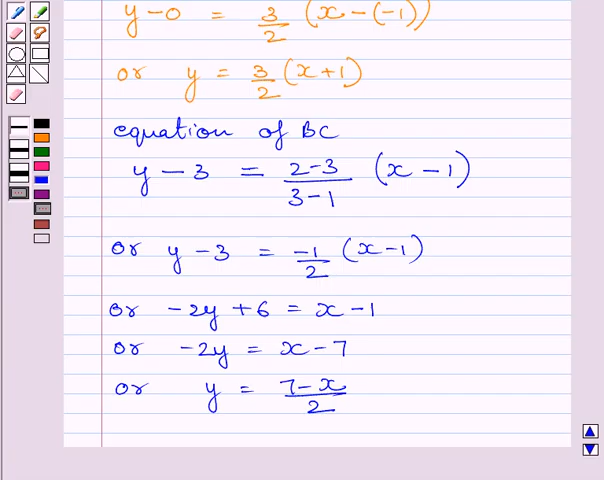 y - 0 = 3/2 (x - (-1))
or y = 3/2 (x + 1)
equation of BC
y - 3 = 2-3/3-1 (x - 1)
or y - 3 = -1/2 (x - 1)
or -2y + 6 = x - 1
or -2y = x - 7
or y = 7-x/2